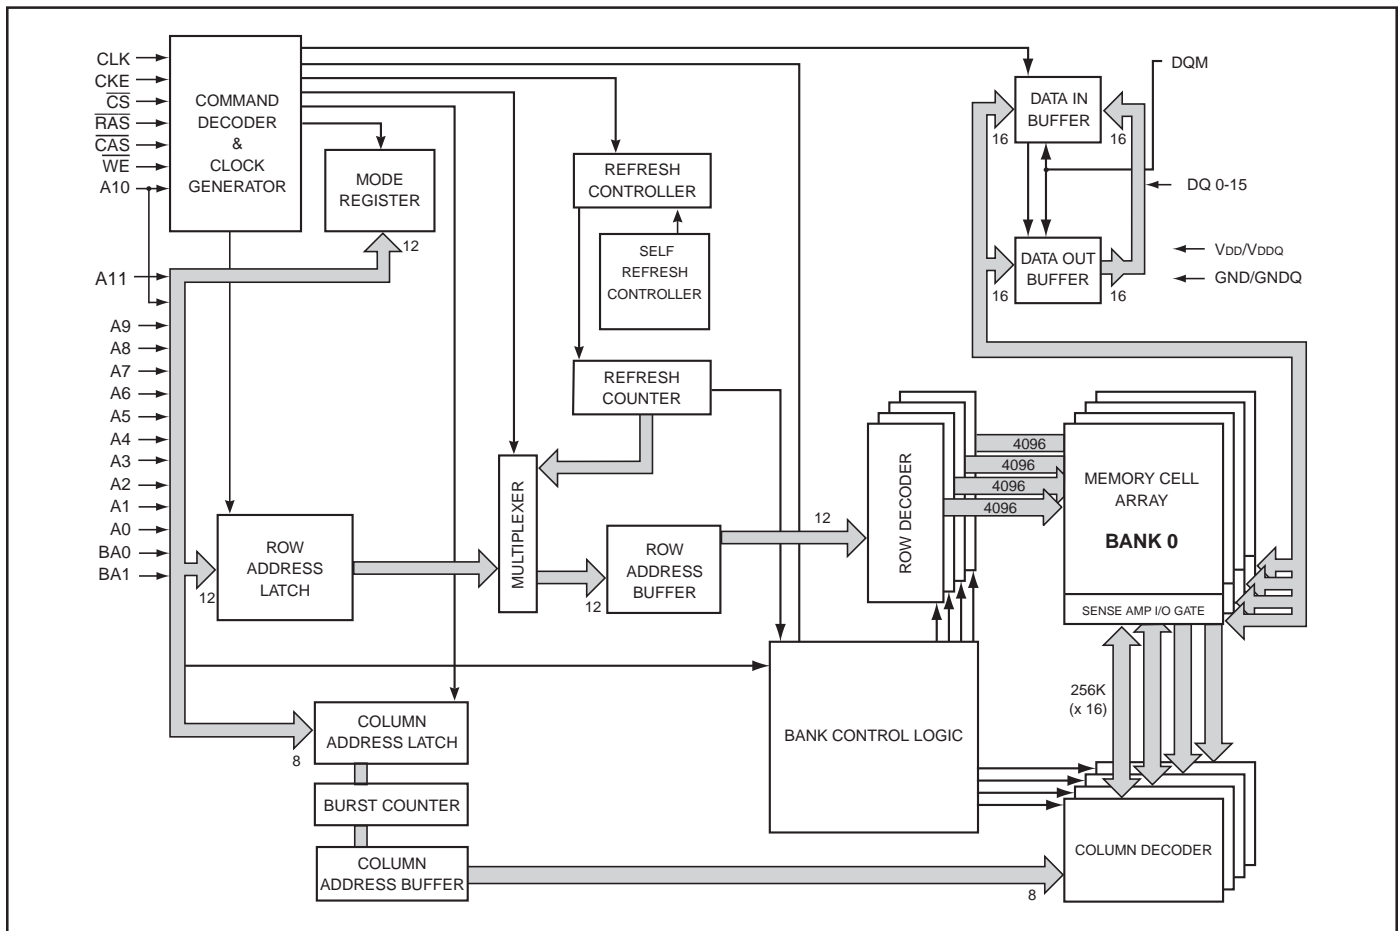 CLK
CKE
CS
RAS
CAS
WE
A10
A11
A9
A8
A7
A6
A5
A4
A3
A2
A1
A0
BA0
BA1
COMMAND
DECODER
&
CLOCK
GENERATOR
MODE
REGISTER
12
REFRESH
CONTROLLER
SELF
REFRESH
CONTROLLER
REFRESH
COUNTER
DATA IN
BUFFER
16
16
DQM
DQ 0-15
DATA OUT
BUFFER
16
16
VDD/VDDQ
GND/GNDQ
12
ROW
ADDRESS
LATCH
MULTIPLEXER
12
ROW
ADDRESS
BUFFER
12
ROW DECODER
4096
4096
4096
4096
MEMORY CELL
ARRAY
BANK 0
SENSE AMP I/O GATE
256K
(x 16)
BANK CONTROL LOGIC
8
COLUMN
ADDRESS LATCH
BURST COUNTER
COLUMN
ADDRESS BUFFER
8
COLUMN DECODER